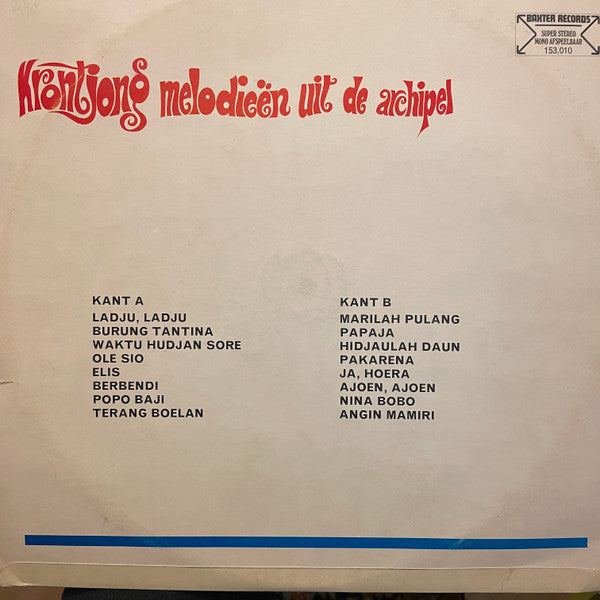 BAXTER RECORDS
SUPER STEREO
MONO AFSPEELBAAR
153.010
Krontjong melodieën uit de archipel
KANT A
LADJU, LADJU
BURUNG TANTINA
WAKTU HUDJAN SORE
OLE SIO
ELIS
BERBENDI
POPO BAJI
TERANG BOELAN
KANT B
MARILAH PULANG
PAPAJA
HIDJAULAH DAUN
PAKARENA
JA, HOERA
AJOEN, AJOEN
NINA BOBO
ANGIN MAMIRI